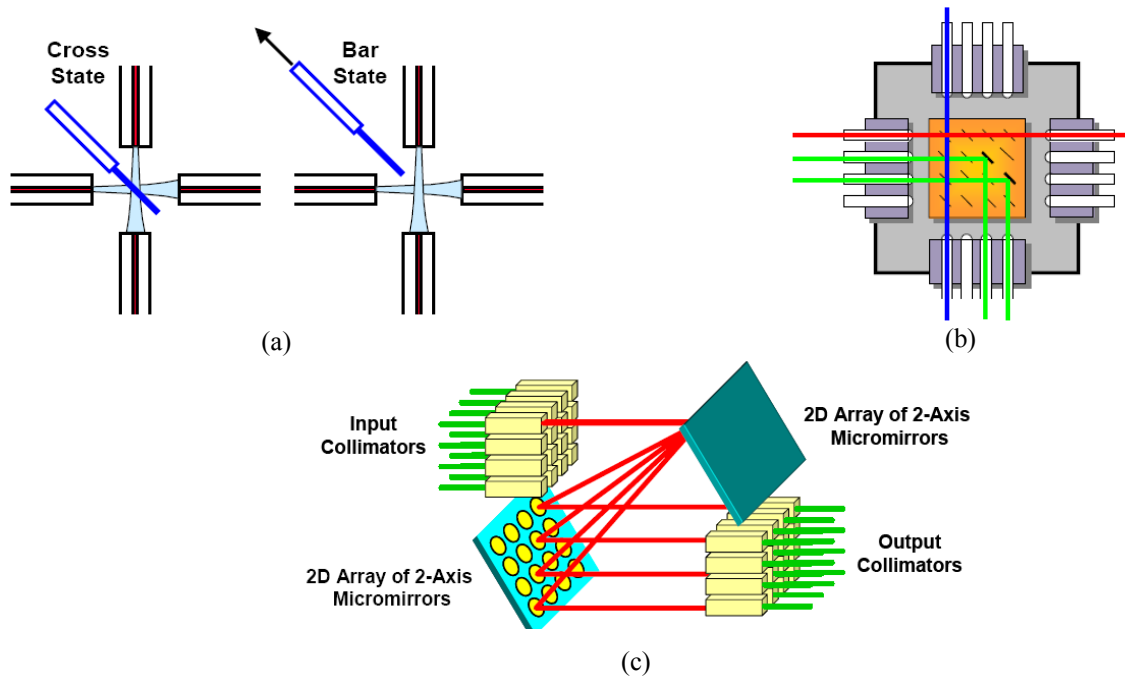 Cross
State
Bar
State
(a)
(b)
Input
Collimators
2D Array of 2-Axis
Micromirrors
2D Array of 2-Axis
Micromirrors
Output
Collimators
(c)